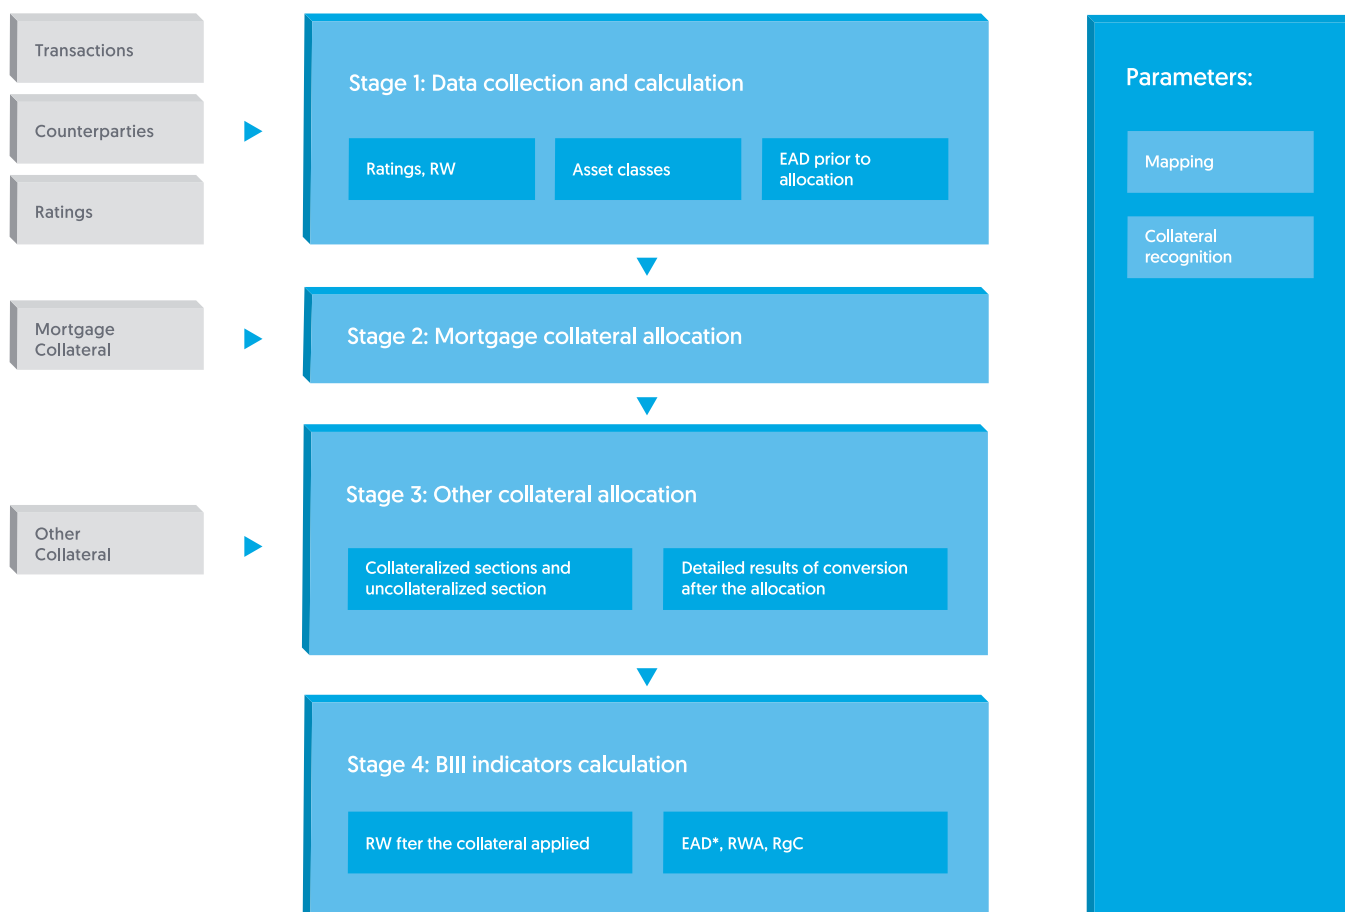 Transactions
Counterparties
Ratings
Stage 1: Data collection and calculation
Ratings, RW
Asset classes
EAD prior to
allocation
Mortgage
Collateral
Stage 2: Mortgage collateral allocation
Other
Collateral
Stage 3: Other collateral allocation
Collateralized sections and
uncollateralized section
Detailed results of conversion
after the allocation
Stage 4: BIII indicators calculation
RW fter the collateral applied
EAD*, RWA, RgC
Parameters:
Mapping
Collateral
recognition